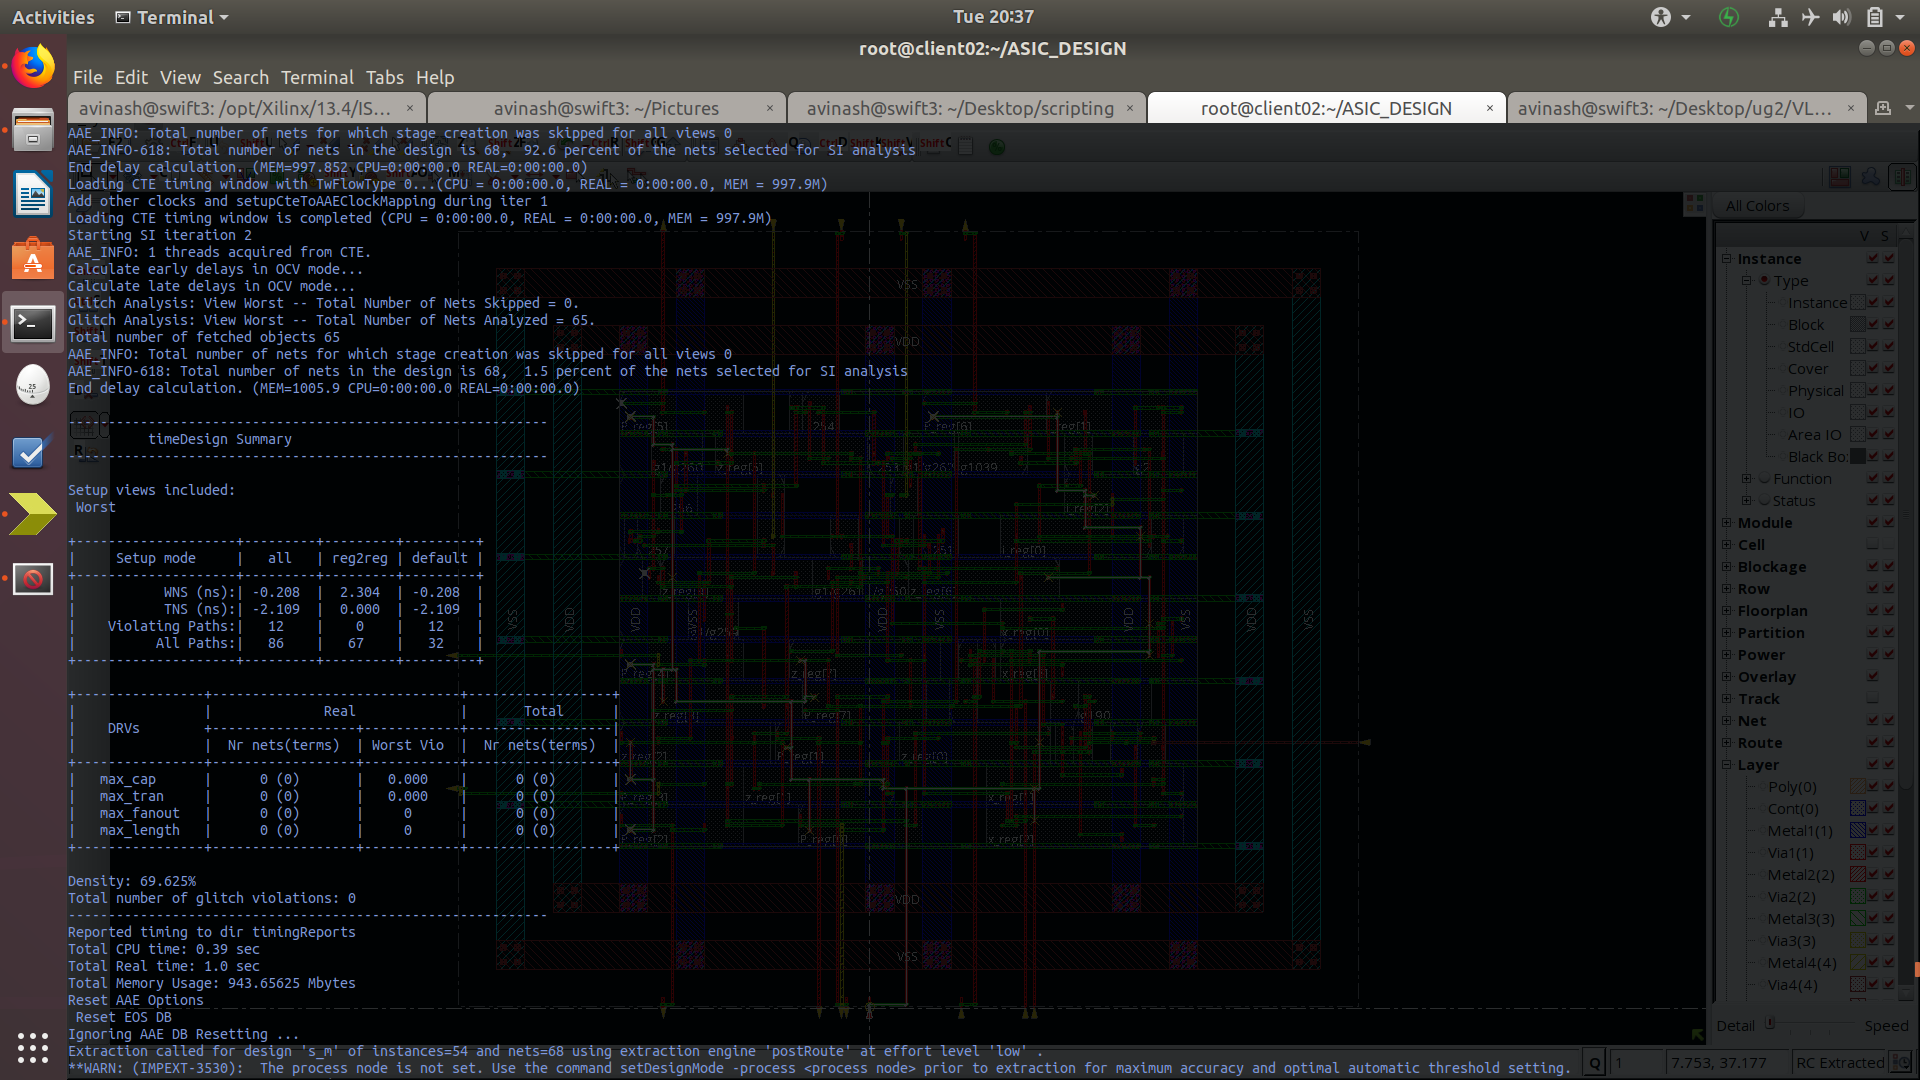 Activities
Terminal
Tue 20:37
root@client02:~/ASIC_DESIGN
File Edit View Search Terminal Tabs Help
avinash@swift3: /opt/Xilinx/13.4/IS...
avinash@swift3: ~/Pictures
avinash@swift3: ~/Desktop/scripting
root@client02:~/ASIC_DESIGN
avinash@swift3: ~/Desktop/ug2/VL...
AAE_INFO: Total number of nets for which stage creation was skipped for all views 0
AAE_INFO-618: Total number of nets in the design is 68,  92.6 percent of the nets selected for SI analysis
End delay calculation. (MEM=997.852 CPU=0:00:00.0 REAL=0:00:00.0)
Loading CTE timing window with TwFlowType 0...(CPU = 0:00:00.0, REAL = 0:00:00.0, MEM = 997.9M)
Add other clocks and setupCteToAAEClockMapping during iter 1
Loading CTE timing window is completed (CPU = 0:00:00.0, REAL = 0:00:00.0, MEM = 997.9M)
Starting SI iteration 2
AAE_INFO: 1 threads acquired from CTE.
Calculate early delays in OCV mode...
Calculate late delays in OCV mode...
Glitch Analysis: View Worst -- Total Number of Nets Skipped = 0.
Glitch Analysis: View Worst -- Total Number of Nets Analyzed = 65.
Total number of fetched objects 65
AAE_INFO: Total number of nets for which stage creation was skipped for all views 0
AAE_INFO-618: Total number of nets in the design is 68,  1.5 percent of the nets selected for SI analysis
End delay calculation. (MEM=1005.9 CPU=0:00:00.0 REAL=0:00:00.0)
timeDesign Summary
Setup views included:
Worst
| Setup mode | all | reg2reg | default |
| WNS (ns):| -0.208 | 2.304 | -0.208 |
| TNS (ns):| -2.109 | 0.000 | -2.109 |
| Violating Paths:| 12 | 0 | 12 |
| All Paths:| 86 | 67 | 32 |
| | Real | Total |
| DRVs
| | Nr nets(terms) | Worst Vio | Nr nets(terms) |
| max_cap | 0 (0) | 0.000 | 0 (0) |
| max_tran | 0 (0) | 0.000 | 0 (0) |
| max_fanout | 0 (0) | 0 | 0 (0) |
| max_length | 0 (0) | 0 | 0 (0) |
Density: 69.625%
Total number of glitch violations: 0
Reported timing to dir timingReports
Total CPU time: 0.39 sec
Total Real time: 1.0 sec
Total Memory Usage: 943.65625 Mbytes
Reset AAE Options
Reset EOS DB
Ignoring AAE DB Resetting ...
Extraction called for design 's_m' of instances=54 and nets=68 using extraction engine 'postRoute' at effort level 'low' .
**WARN: (IMPEXT-3530):  The process node is not set. Use the command setDesignMode -process <process node> prior to extraction for maximum accuracy and optimal automatic threshold setting.
VSS
VDD
VSS
VDD
VDD
VSS
VDD
VSS
VDD
VSS
VDD
VSS
VDD
VSS
All Colors
V S
Instance
Type
Instance
Block
StdCell
Cover
Physical
IO
Area IO
Black Bo:
Function
Status
Module
Cell
Blockage
Row
Floorplan
Partition
Power
Overlay
Track
Net
Route
Layer
Poly(0)
Cont(0)
Metal1(1)
Via1(1)
Metal2(2)
Via2(2)
Metal3(3)
Via3(3)
Metal4(4)
Via4(4)
Detail
Speed
Q
1
7.753, 37.177
RC Extracted